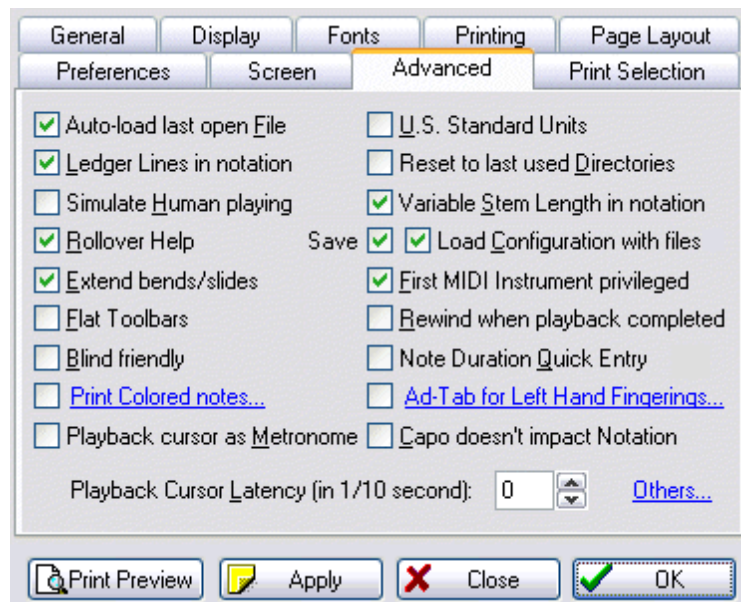 General Display Fonts Printing Page Layout
Preferences Screen Advanced Print Selection
Auto-load last open File U.S. Standard Units
Ledger Lines in notation Reset to last used Directories
Simulate Human playing Variable Stem Length in notation
Rollover Help Save Load Configuration with files
Extend bends/slides First MIDI Instrument privileged
Flat Toolbars Rewind when playback completed
Blind friendly Note Duration Quick Entry
Print Colored notes... Ad-Tab for Left Hand Fingerings...
Playback cursor as Metronome Capo doesn't impact Notation
Playback Cursor Latency (in 1/10 second): 0 Others...
Print Preview Apply Close OK